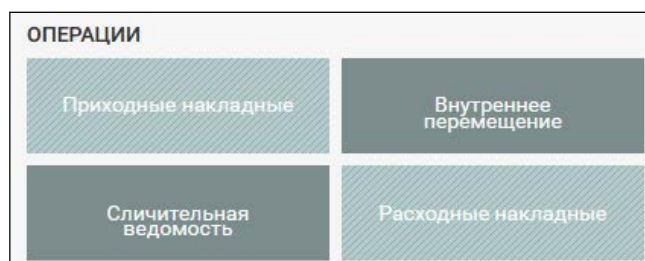 ОПЕРАЦИИ
Приходные накладные
Внутреннее
перемещение
Сличительная
ведомость
Расходные накладные